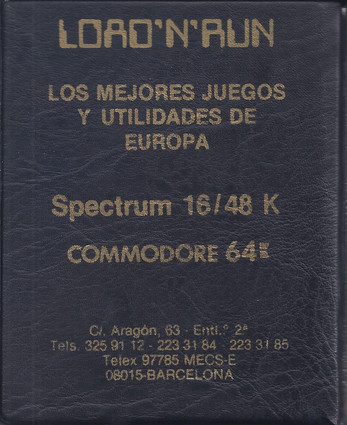 LOAD'N'RUN
LOS MEJORES JUEGOS
Y UTILIDADES DE
EUROPA
Spectrum 16/48 K
COMMODORE 64K
C/. Aragón, 63 - Entl.º 2ª
Tels. 325 91 12 - 223 31 84 - 223 31 85
Telex 97785 MECS-E
08015-BARCELONA